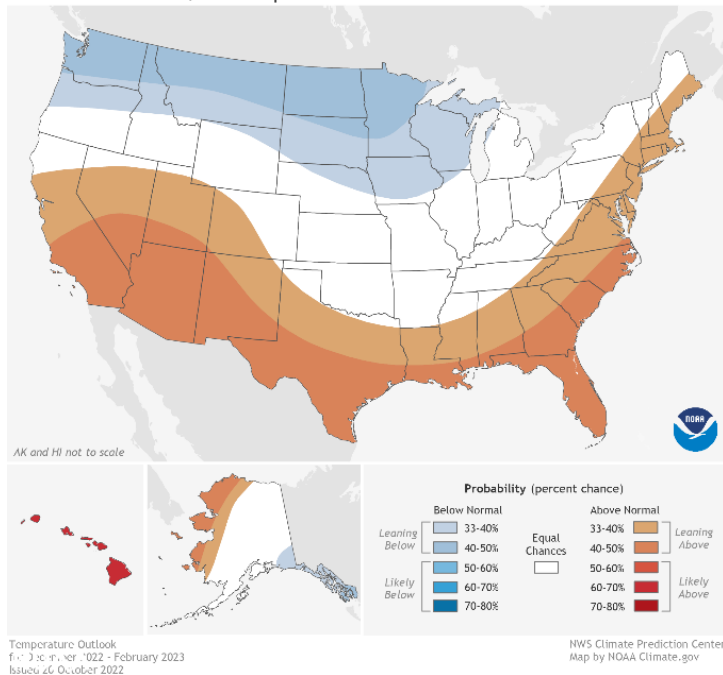 NOAA
AK and HI not to scale
Probability (percent chance)
Below Normal
Above Normal
Leaning Below
33-40%
40-50%
Likely Below
50-60%
60-70%
70-80%
Equal Chances
33-40%
40-50%
Leaning Above
50-60%
60-70%
70-80%
Likely Above
Temperature Outlook
2022 - February 2023
Issued 20 October 2022
NWS Climate Prediction Center
Map by NOAA Climate.gov